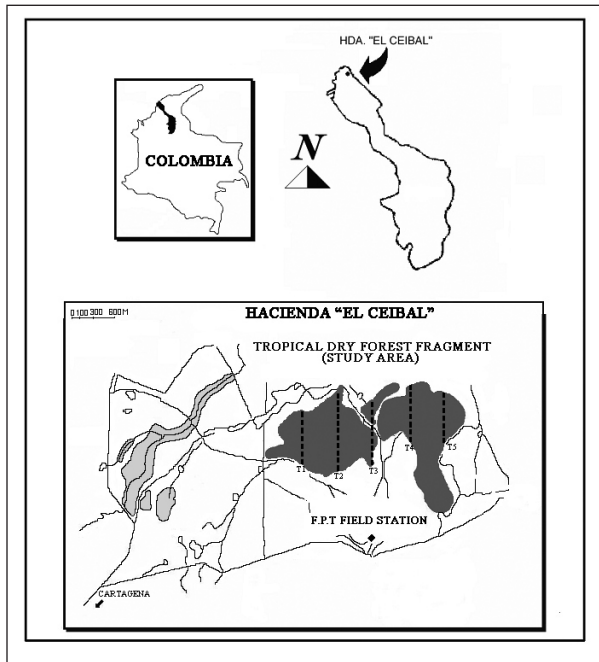 HDA. "EL CEIBAL"
COLOMBIA
N
0 100 300 600M
HACIENDA "EL CEIBAL"
TROPICAL DRY FOREST FRAGMENT
(STUDY AREA)
T1
T2
T3
T4
T5
F.P.T FIELD STATION
CARTAGENA